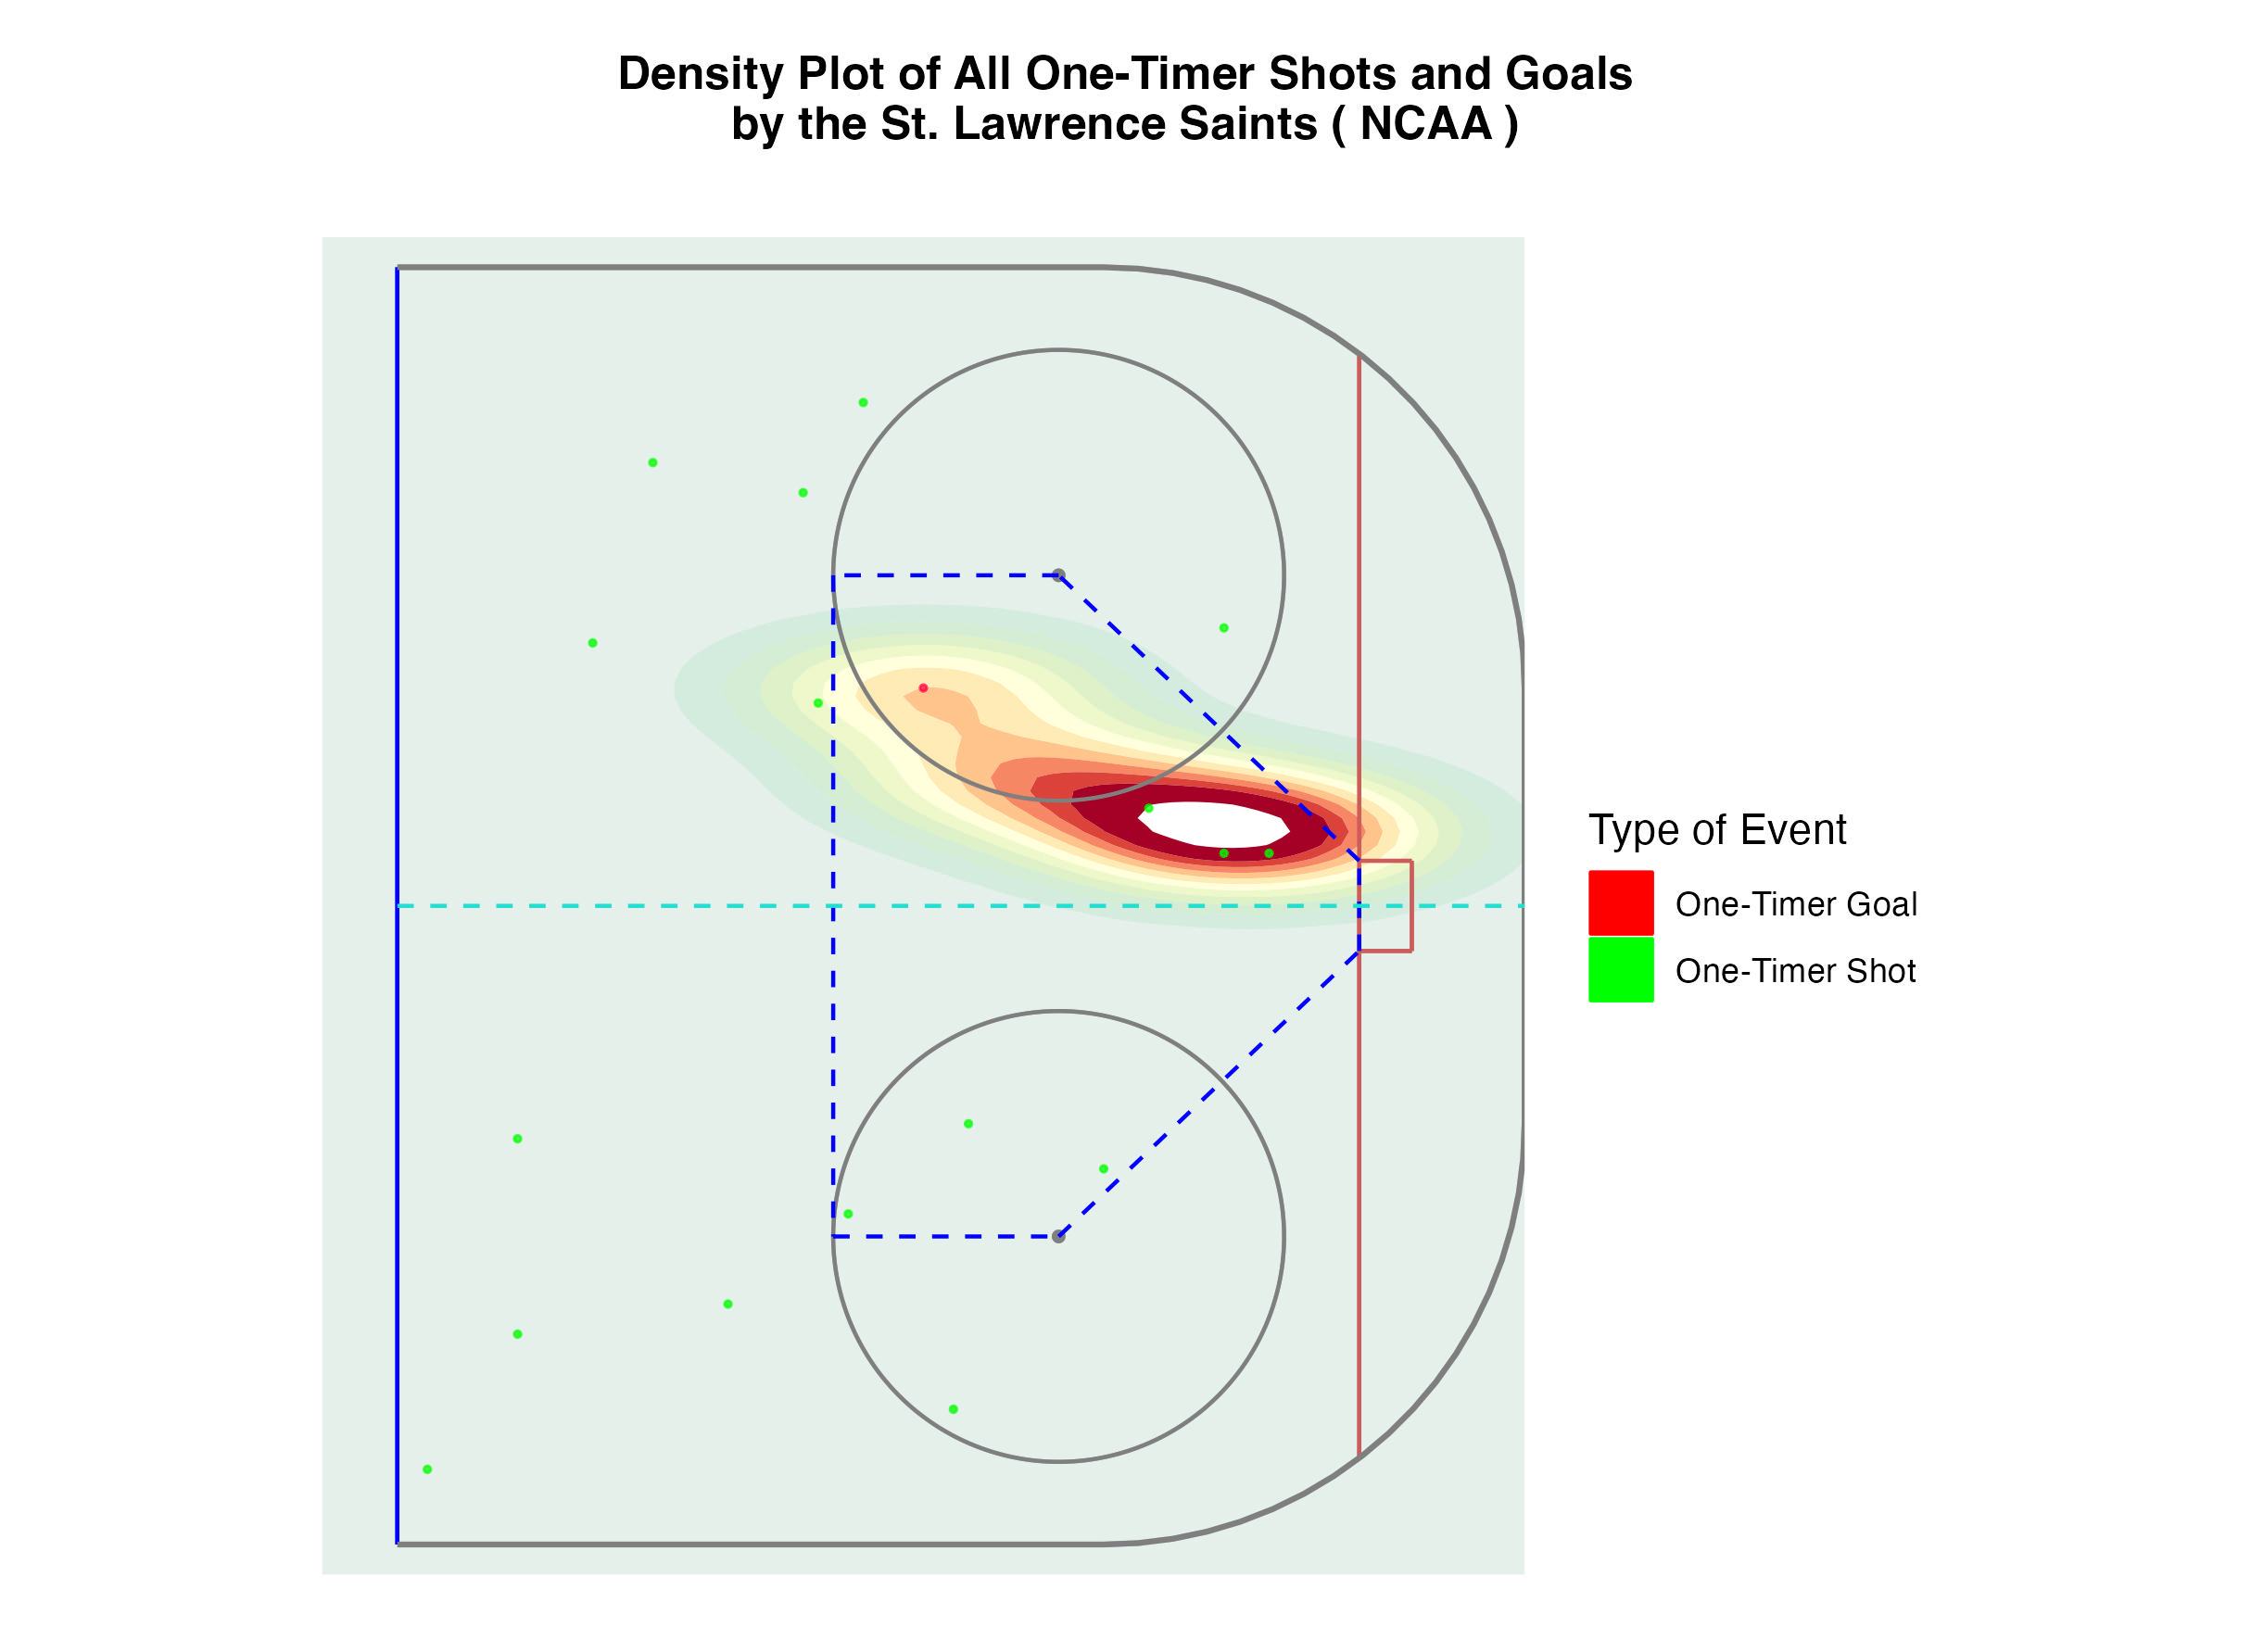 Density Plot of All One-Timer Shots and Goals
by the St. Lawrence Saints ( NCAA )
Type of Event
One-Timer Goal
One-Timer Shot